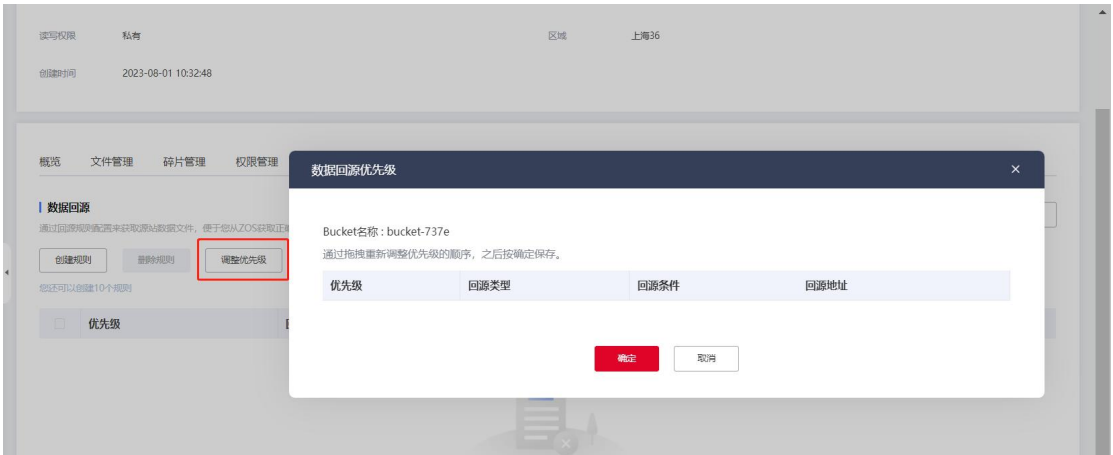 读写权限 私有 区域 上海36
创建时间 2023-08-01 10:32:48
概览 文件管理 碎片管理 权限管理
数据回源优先级 ×
数据回源
通过回源规则配置来获取源站数据文件，便于您从ZOS获取正
Bucket名称 : bucket-737e
通过拖拽重新调整优先级的顺序，之后按确定保存。
创建规则 删除规则 调整优先级
您还可以创建10个规则
优先级 回源类型 回源条件 回源地址
优先级
确定 取消